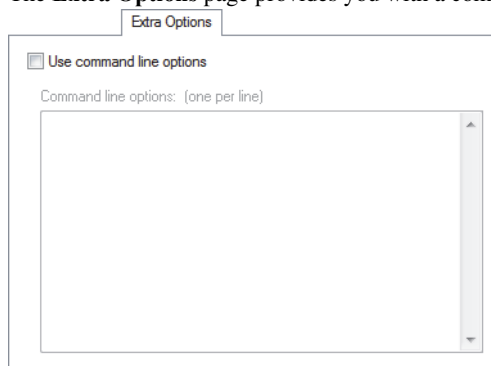 The Extra Options page provides you with a com
Extra Options
Use command line options
Command line options: (one per line)